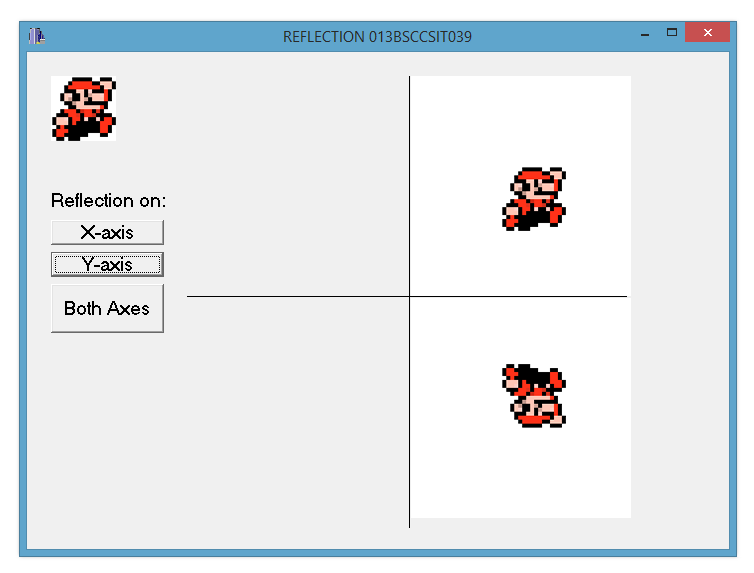 REFLECTION 013BSCCSIT039
Reflection on:
X-axis
Y-axis
Both Axes